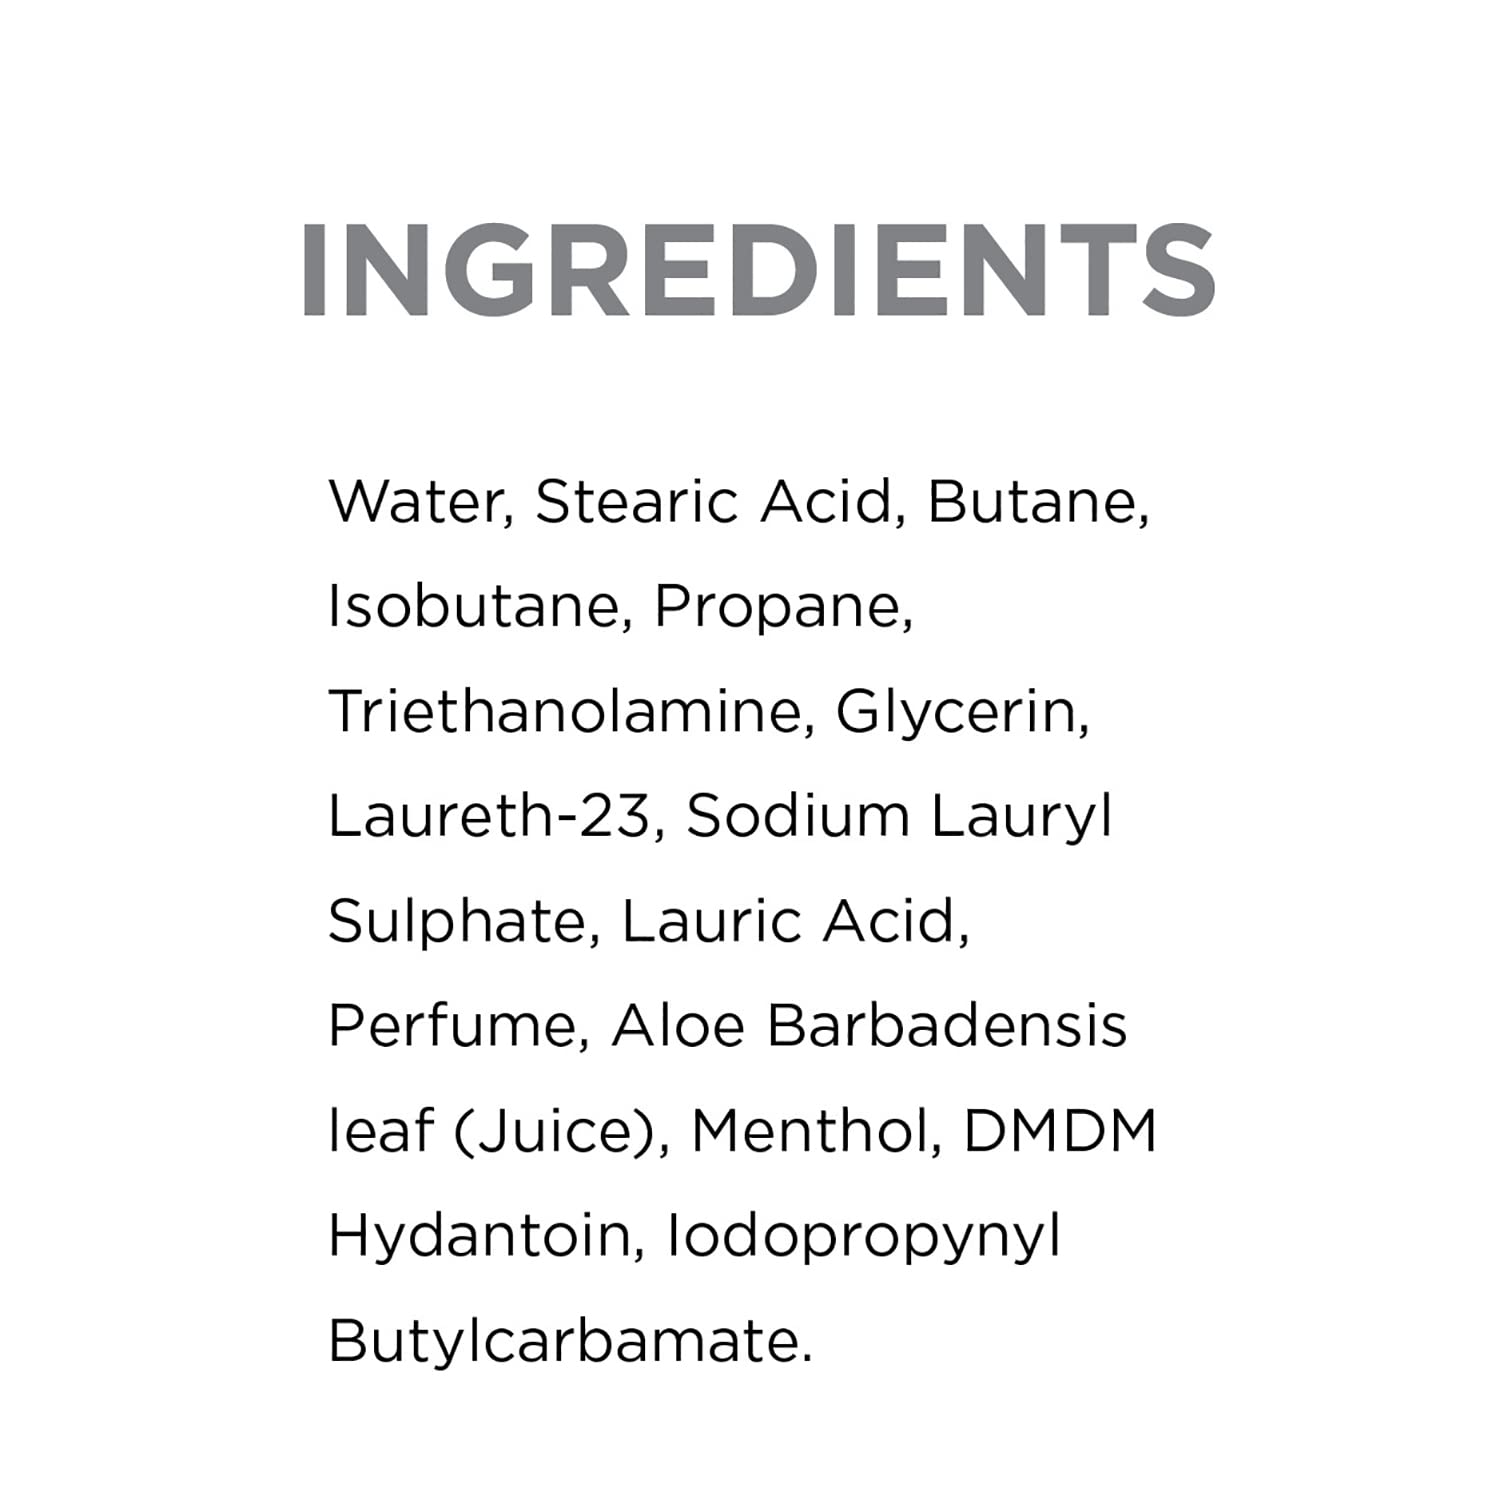 INGREDIENTS
Water, Stearic Acid, Butane,
Isobutane, Propane,
Triethanolamine, Glycerin,
Laureth-23, Sodium Lauryl
Sulphate, Lauric Acid,
Perfume, Aloe Barbadensis
leaf (Juice), Menthol, DMDM
Hydantoin, Iodopropynyl
Butylcarbamate.